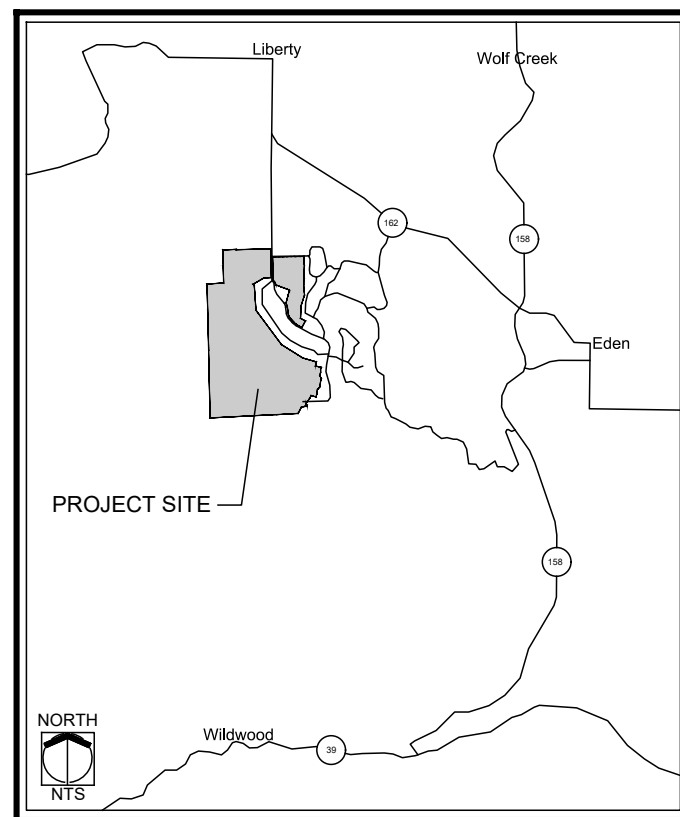 Liberty
Wolf Creek
162
158
Eden
PROJECT SITE
158
NORTH
NTS
Wildwood
39